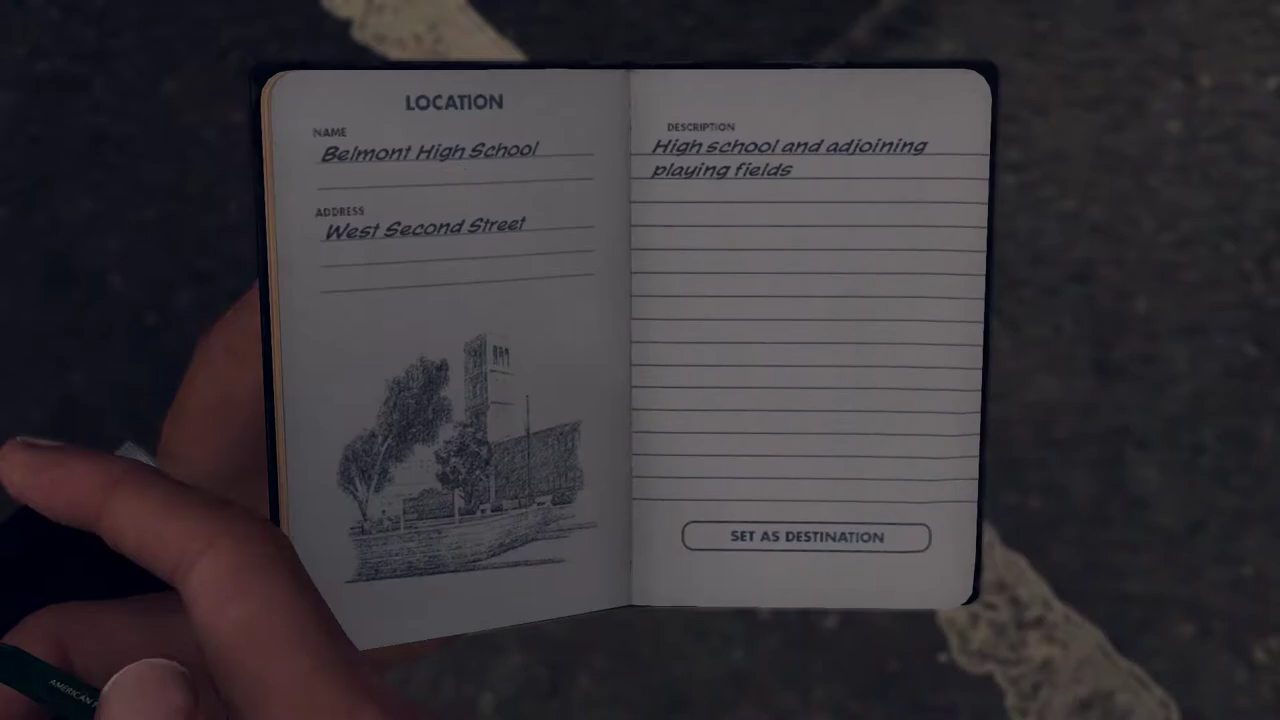 LOCATION
NAME
Belmont High School
ADDRESS
West Second Street
DESCRIPTION
High school and adjoining
playing fields
SET AS DESTINATION
AMERICAN